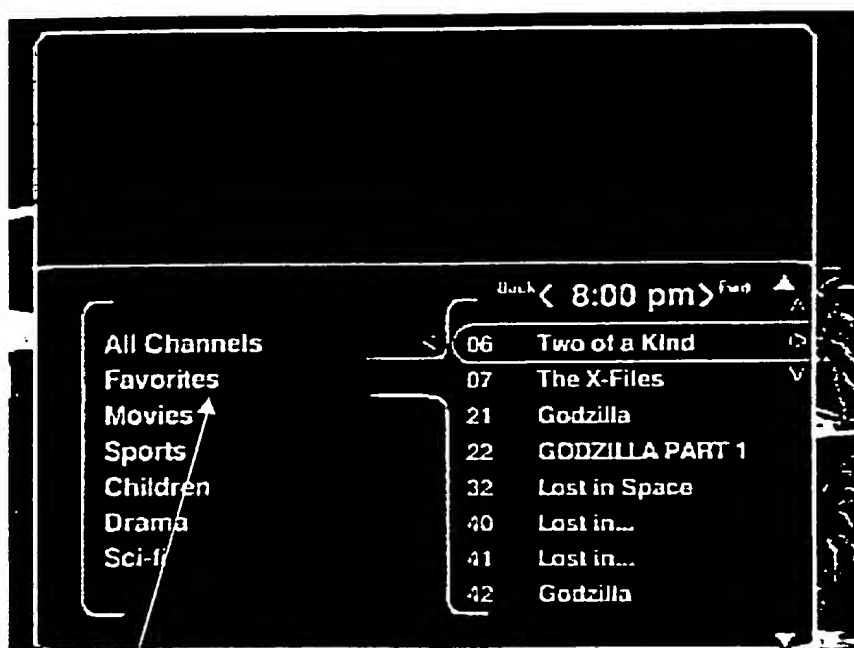 Back < 8:00 pm > Fwd
All Channels
Favorites
Movies
Sports
Children
Drama
Sci-fi
06 Two of a Kind
07 The X-Files
21 Godzilla
22 GODZILLA PART 1
32 Lost in Space
40 Lost in...
41 Lost in...
42 Godzilla